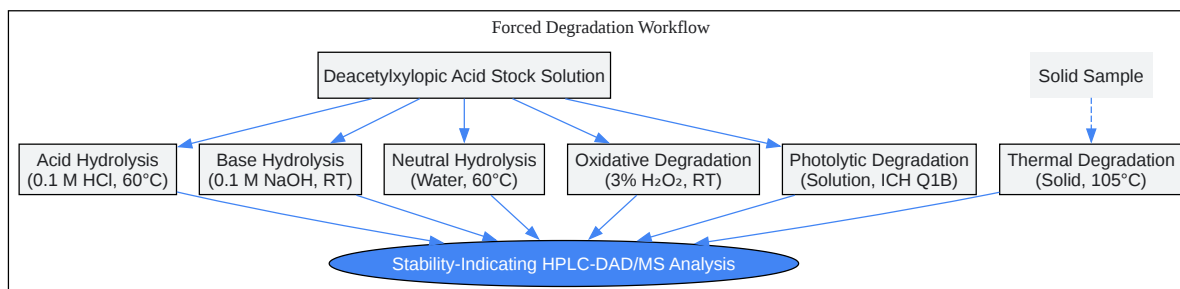 Forced Degradation Workflow
Deacetylxylopic Acid Stock Solution
Solid Sample
Acid Hydrolysis
(0.1 M HCl, 60°C)
Base Hydrolysis
(0.1 M NaOH, RT)
Neutral Hydrolysis
(Water, 60°C)
Oxidative Degradation
(3% H₂O₂, RT)
Photolytic Degradation
(Solution, ICH Q1B)
Thermal Degradation
(Solid, 105°C)
Stability-Indicating HPLC-DAD/MS Analysis